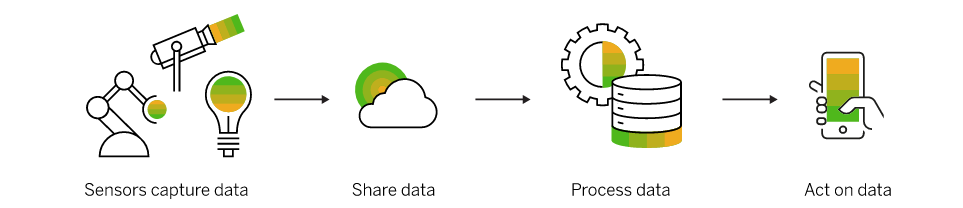 Sensors capture data
Share data
Process data
Act on data